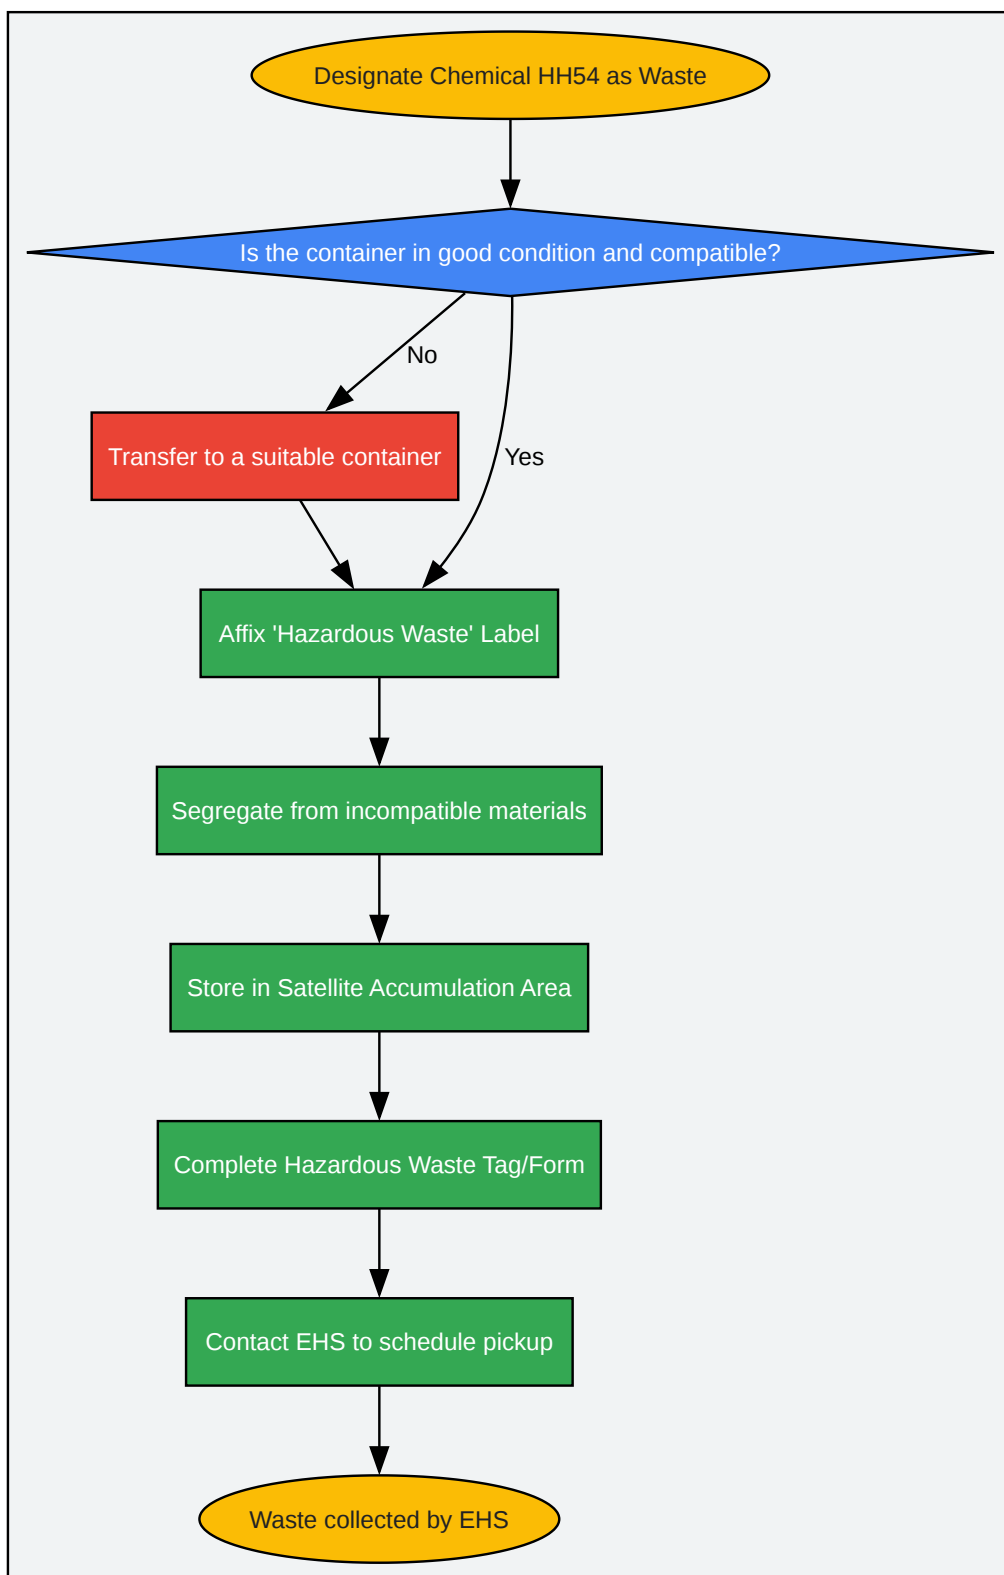 Designate Chemical HH54 as Waste
Is the container in good condition and compatible?
No
Transfer to a suitable container
Yes
Affix 'Hazardous Waste' Label
Segregate from incompatible materials
Store in Satellite Accumulation Area
Complete Hazardous Waste Tag/Form
Contact EHS to schedule pickup
Waste collected by EHS